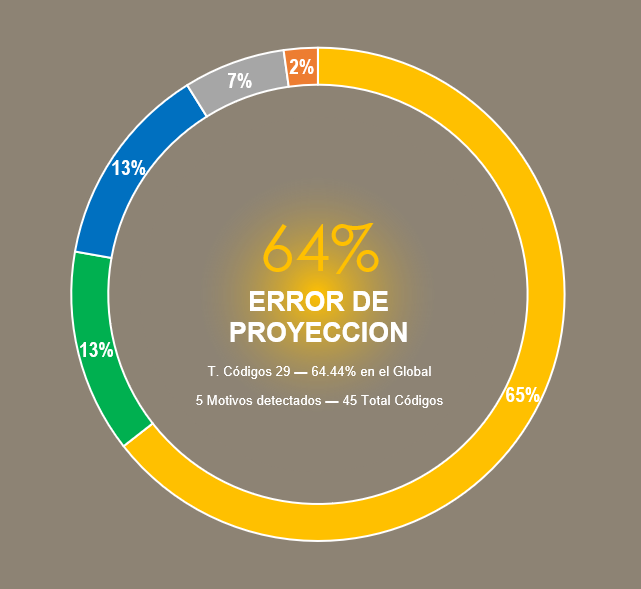 2%
7%
13%
13%
65%
64%
ERROR DE
PROYECCION
T. Códigos 29 — 64.44% en el Global
5 Motivos detectados — 45 Total Códigos